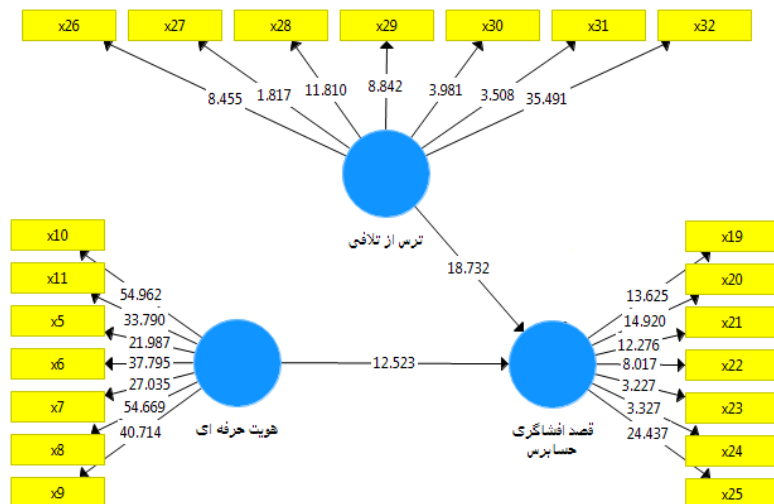 x26 x27 x28 x29 x30 x31 x32
8.455 1.817 11.810 8.842 3.981 3.508 35.491
ترس از تلافی
18.732
x10
x11
x5
x6
x7
x8
x9
54.962
33.790
21.987
37.795
27.035
54.669
40.714
هویت حرفه ای
12.523
قصد افشاگری
حسابرس
13.625
14.920
12.276
8.017
3.227
3.327
24.437
x19
x20
x21
x22
x23
x24
x25